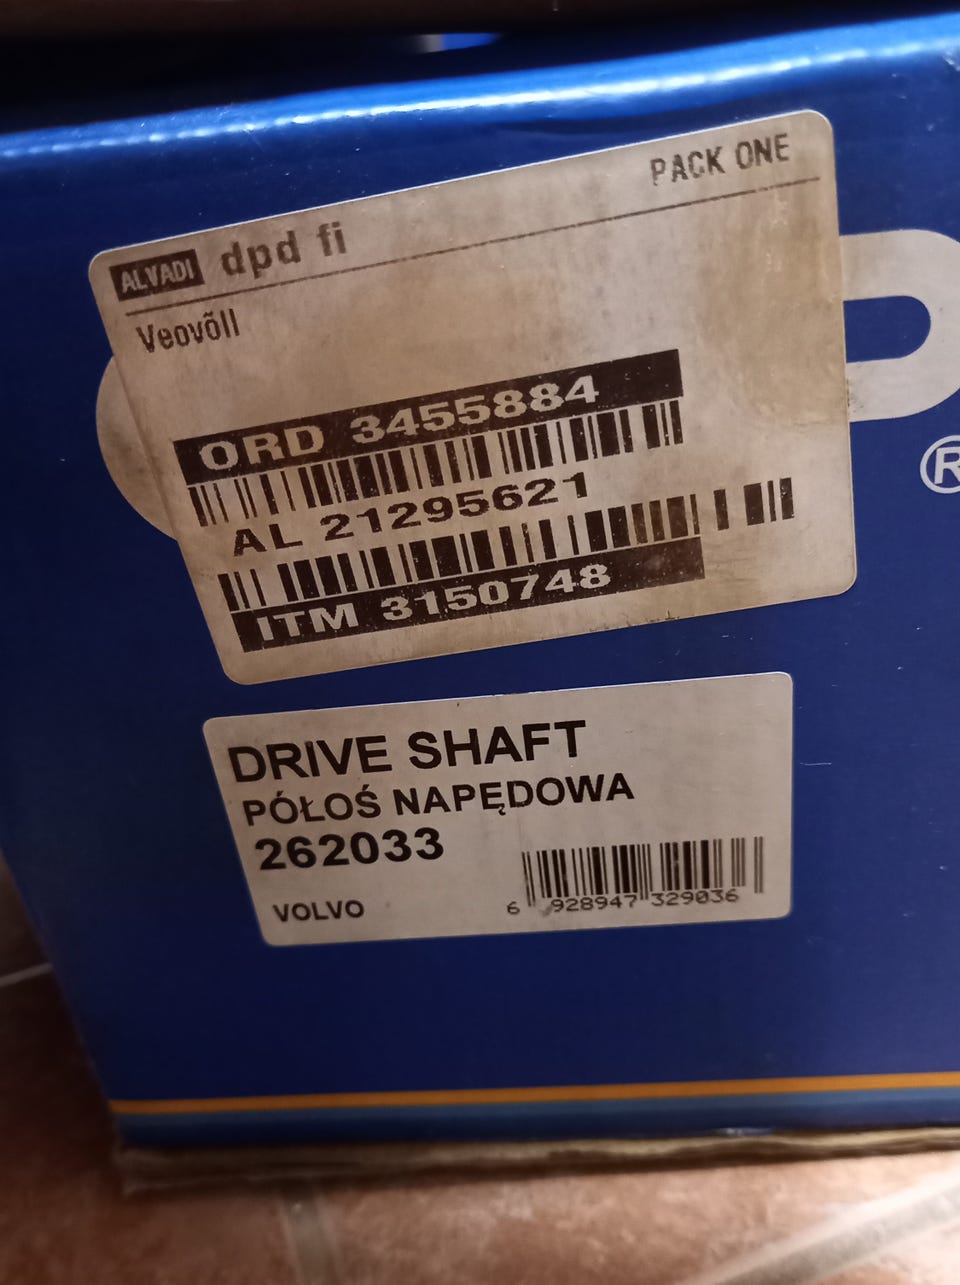 PACK ONE
ALVADI dpd fi
Veovõll
ORD 3455884
AL 21295621
ITM 3150748
®
DRIVE SHAFT
PÓŁOŚ NAPĘDOWA
262033
VOLVO
6 928947 329036